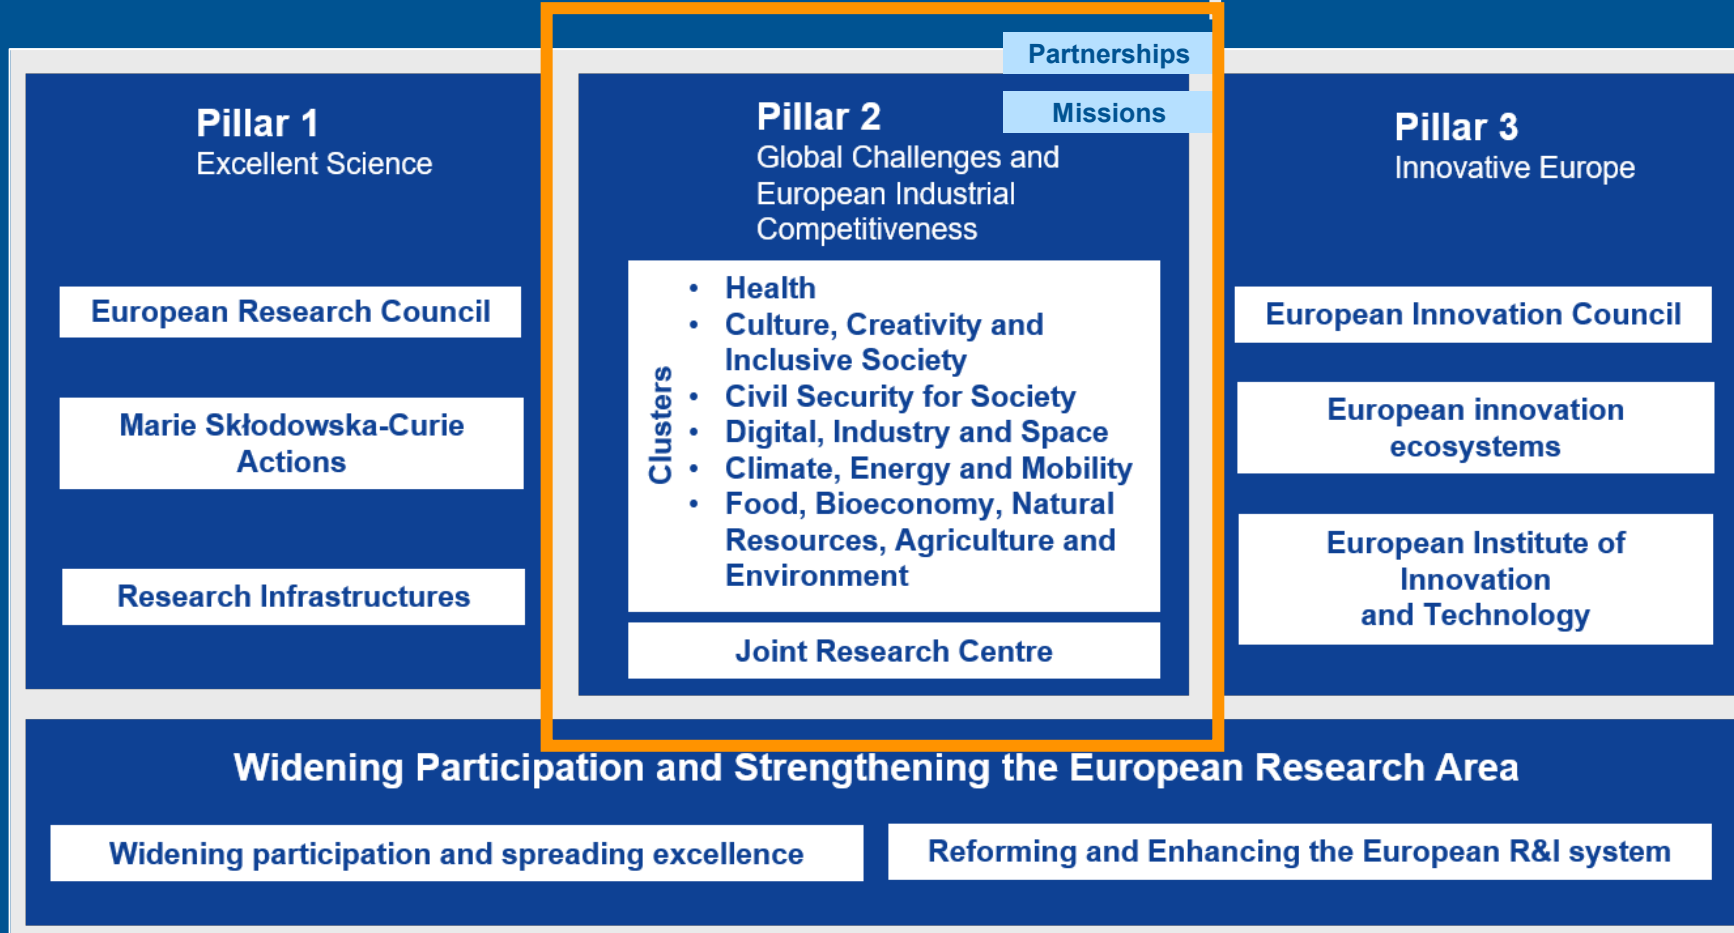 Partnerships
Missions
Pillar 1
Excellent Science
European Research Council
Marie Skłodowska-Curie
Actions
Research Infrastructures
Pillar 2
Global Challenges and
European Industrial
Competitiveness
Clusters
• Health
• Culture, Creativity and
Inclusive Society
• Civil Security for Society
• Digital, Industry and Space
• Climate, Energy and Mobility
• Food, Bioeconomy, Natural
Resources, Agriculture and
Environment
Joint Research Centre
Pillar 3
Innovative Europe
European Innovation Council
European innovation
ecosystems
European Institute of
Innovation
and Technology
Widening Participation and Strengthening the European Research Area
Widening participation and spreading excellence
Reforming and Enhancing the European R&I system